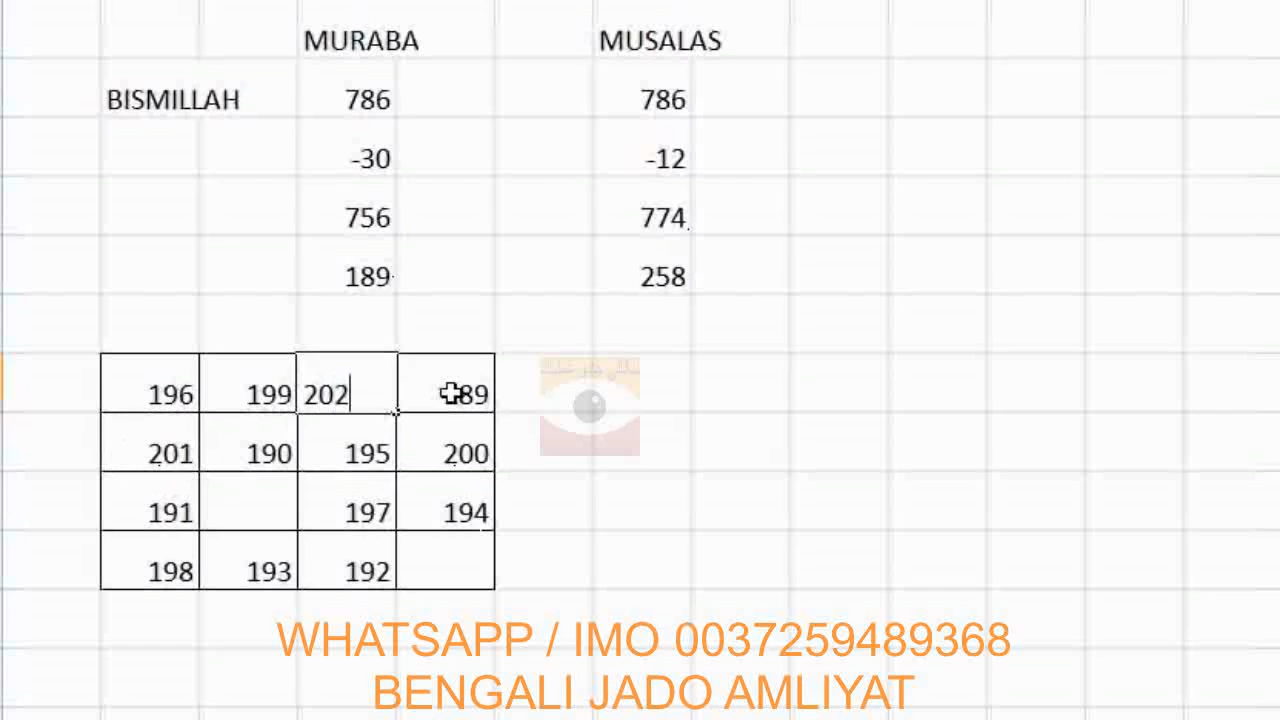 MURABA MUSALAS
BISMILLAH 786 786
-30 -12
756 774
189 258
196 199 202 89
201 190 195 200
191 197 194
198 193 192
WHATSAPP / IMO 0037259489368
BENGALI JADO AMLIYAT